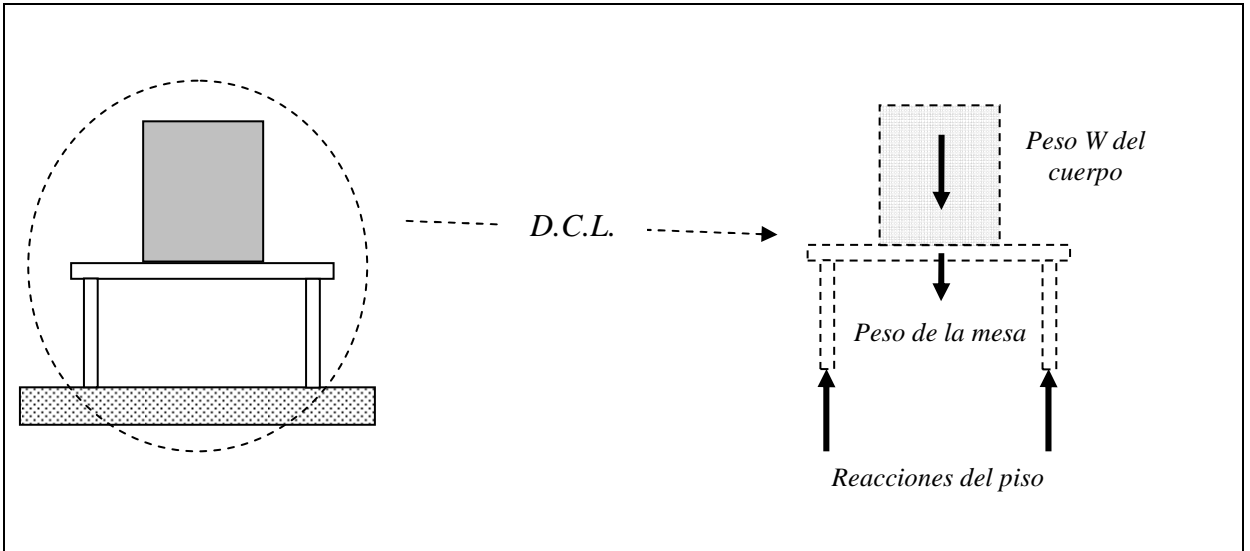 Peso W del
cuerpo
D.C.L.
Peso de la mesa
Reacciones del piso